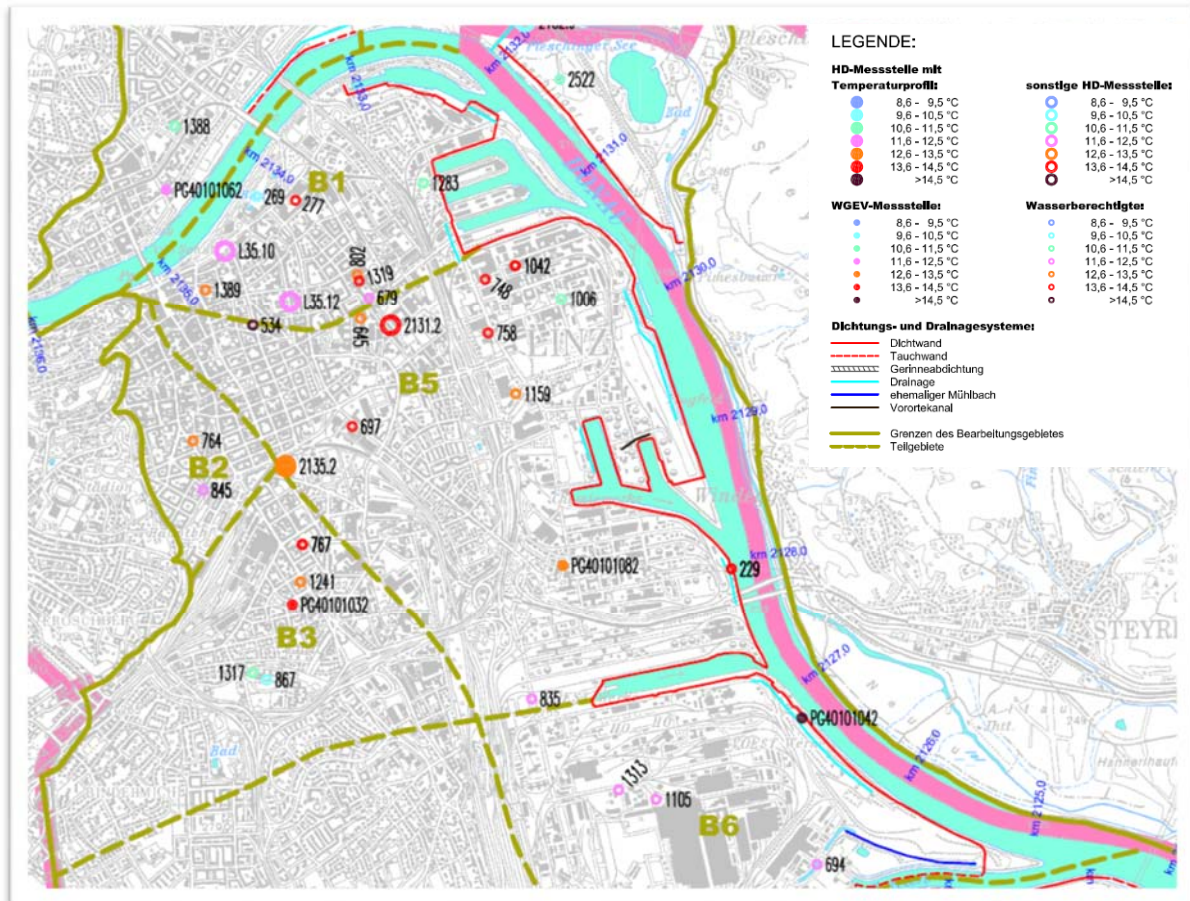 LEGENDE:
HD-Messstelle mit
Temperaturprofil:
8,6 - 9,5 °C
9,6 - 10,5 °C
10,6 - 11,5 °C
11,6 - 12,5 °C
12,6 - 13,5 °C
13,6 - 14,5 °C
>14,5 °C
sonstige HD-Messstelle:
8,6 - 9,5 °C
9,6 - 10,5 °C
10,6 - 11,5 °C
11,6 - 12,5 °C
12,6 - 13,5 °C
13,6 - 14,5 °C
>14,5 °C
WGEV-Messstelle:
8,6 - 9,5 °C
9,6 - 10,5 °C
10,6 - 11,5 °C
11,6 - 12,5 °C
12,6 - 13,5 °C
13,6 - 14,5 °C
>14,5 °C
Wasserberechtigte:
8,6 - 9,5 °C
9,6 - 10,5 °C
10,6 - 11,5 °C
11,6 - 12,5 °C
12,6 - 13,5 °C
13,6 - 14,5 °C
>14,5 °C
Dichtungs- und Drainagesysteme:
Dichtwand
Tauchwand
Gerinneabdichtung
Drainage
ehemaliger Mühlbach
Vorortekanal
Grenzen des Bearbeitungsgebietes
Teilgebiete
km 2132,0
Pleschinger See
2522
Bad
km 2133,0
km 2131,0
1388
km 2134,0
PG40101062
269
B1
277
1283
L35.10
802
1319
1042
748
km 2130,0
km 2135,0
1389
L35.12
679
1006
534
645
2131.2
758
LINZ
km 2136,0
B5
1159
km 2129,0
697
764
B2
2135.2
845
Stadion
767
km 2128,0
PG40101082
229
1241
PG40101032
B3
STEYR
1317
867
km 2127,0
835
PG40101042
Bad
km 2126,0
1313
1105
B6
km 2125,0
694